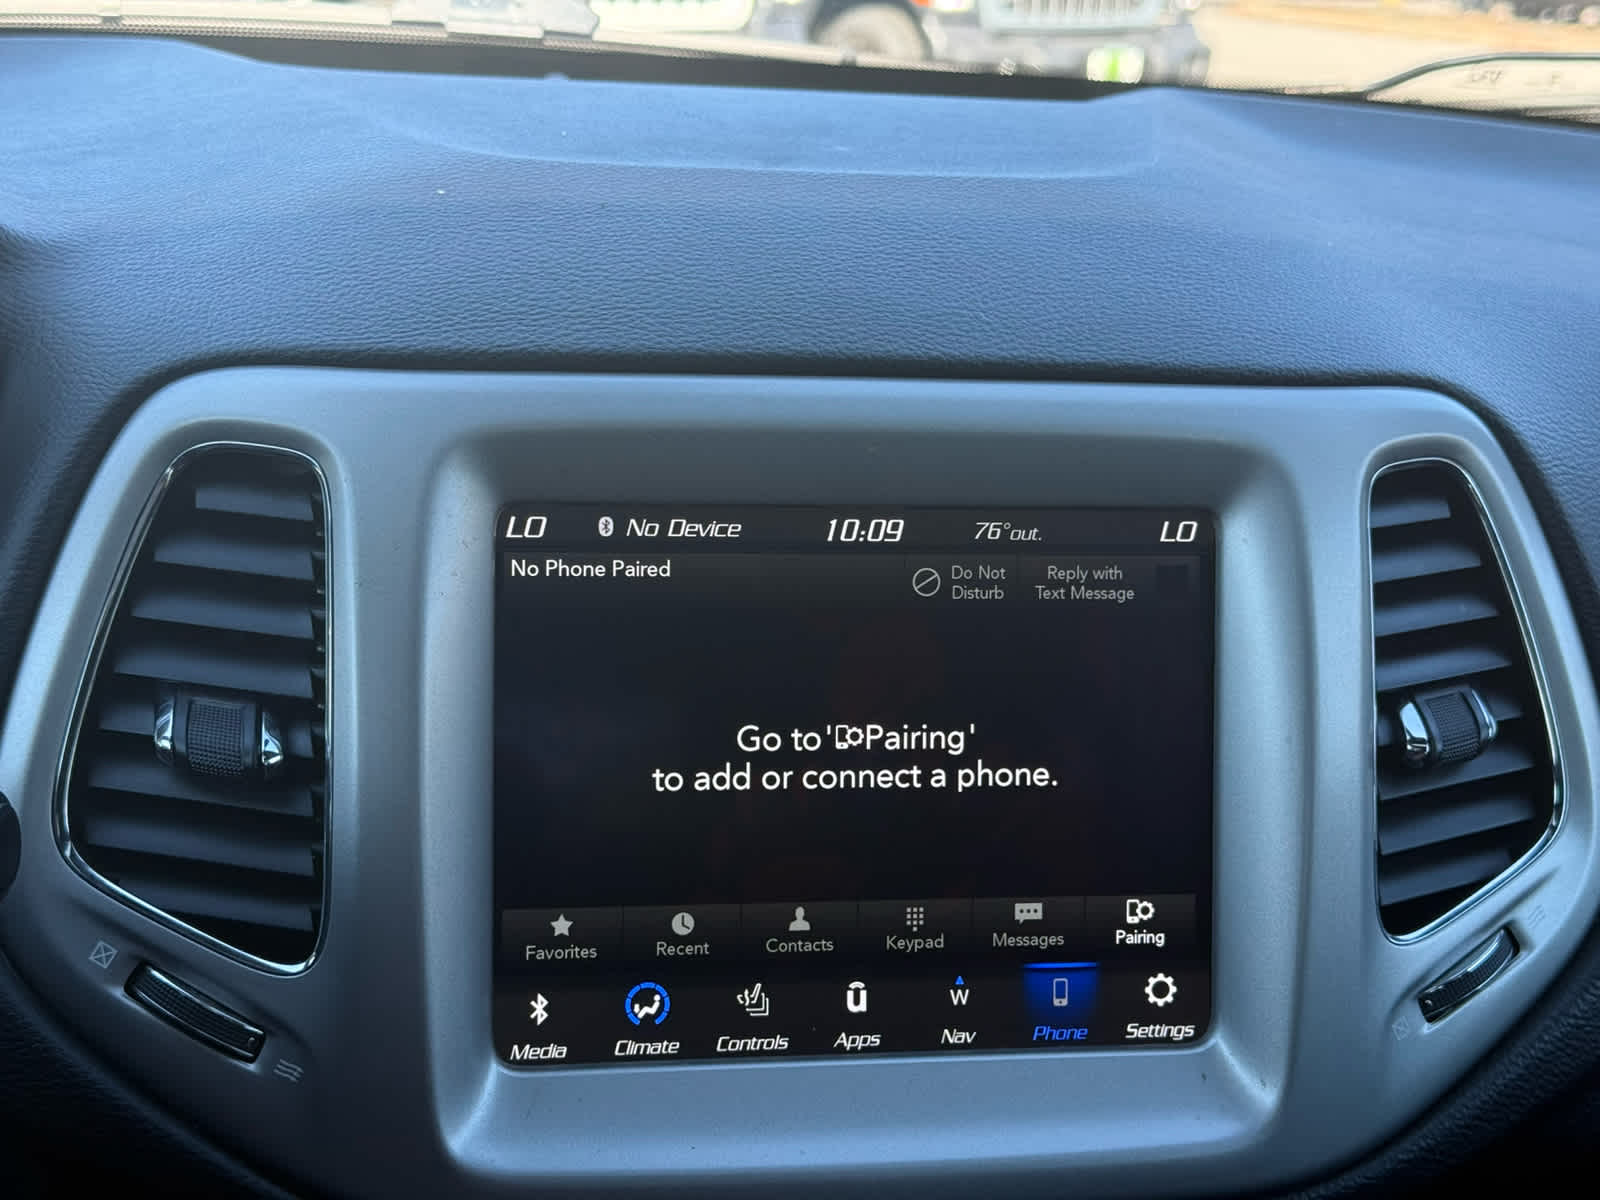 LO No Device 10:09 76°out. LO
No Phone Paired
Do Not
Disturb
Reply with
Text Message
Go to 'Pairing'
to add or connect a phone.
Favorites Recent Contacts Keypad Messages Pairing
W
Media Climate Controls Apps Nav Phone Settings